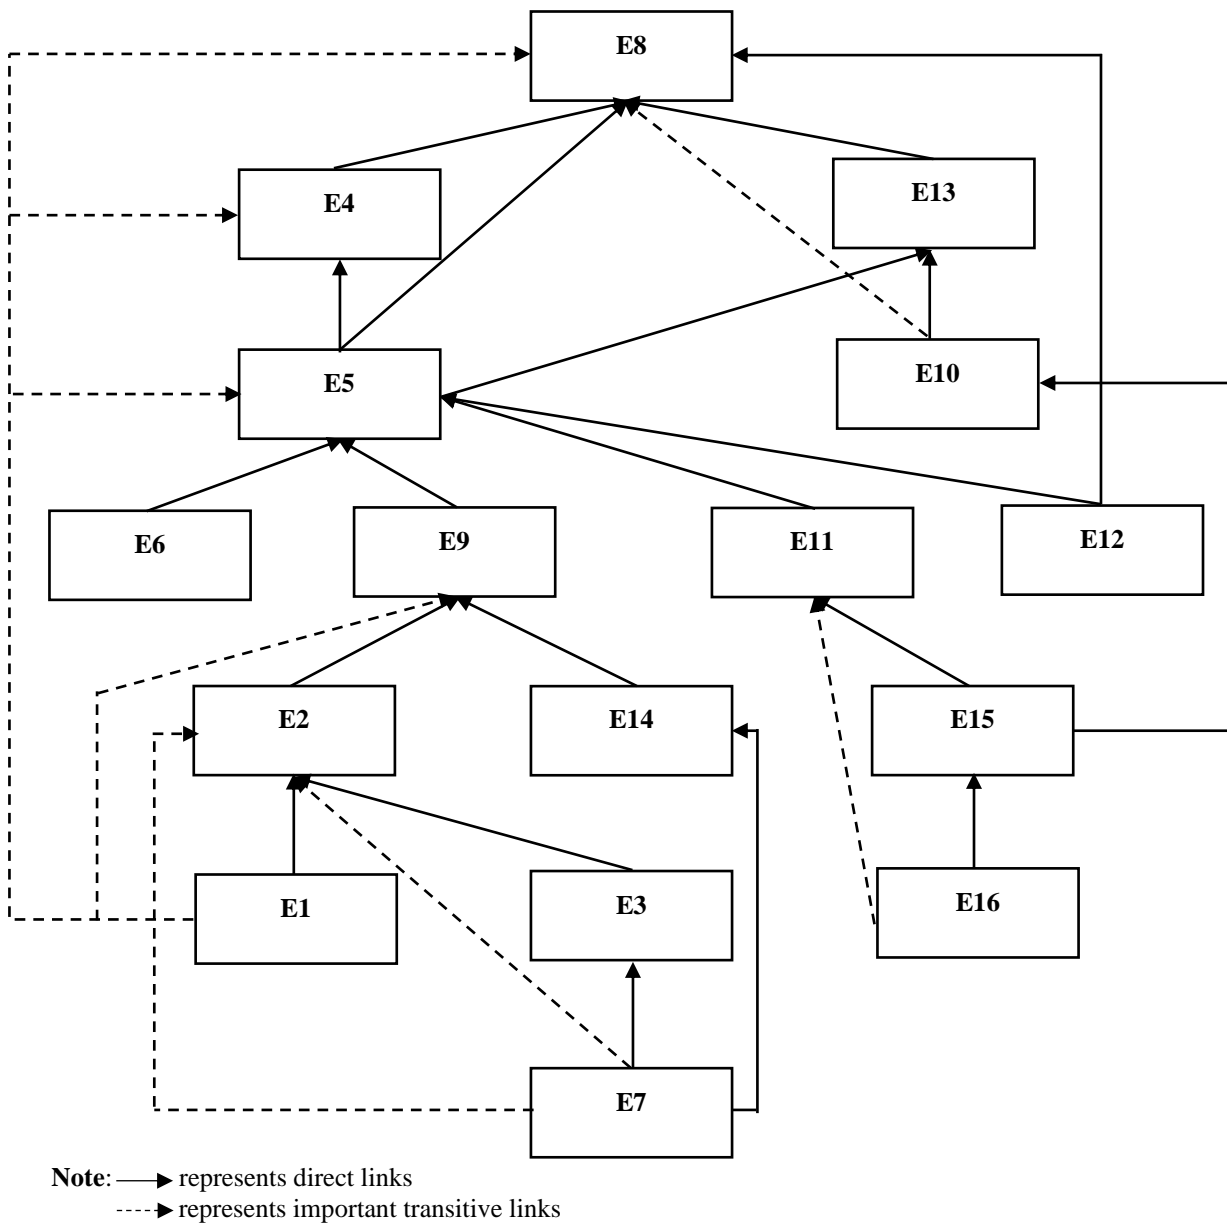 E8
E4
E13
E5
E10
E6
E9
E11
E12
E2
E14
E15
E1
E3
E16
E7
Note: represents direct links
represents important transitive links